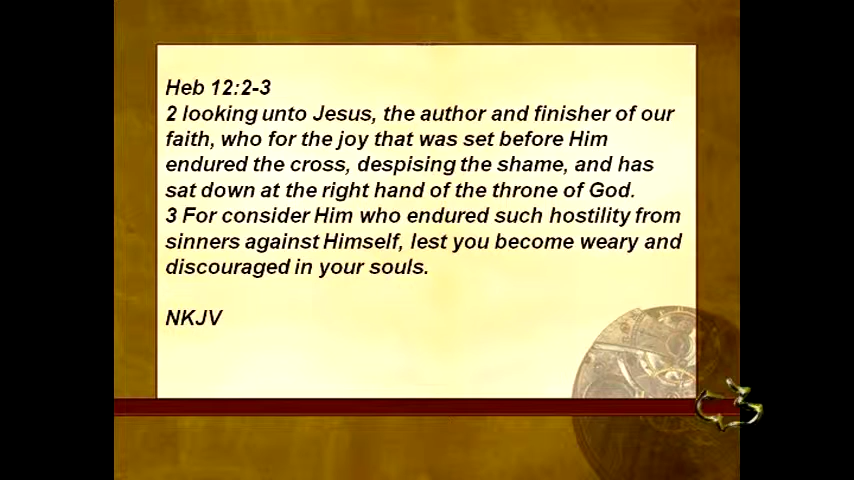 Heb 12:2-3
2 looking unto Jesus, the author and finisher of our
faith, who for the joy that was set before Him
endured the cross, despising the shame, and has
sat down at the right hand of the throne of God.
3 For consider Him who endured such hostility from
sinners against Himself, lest you become weary and
discouraged in your souls.
NKJV